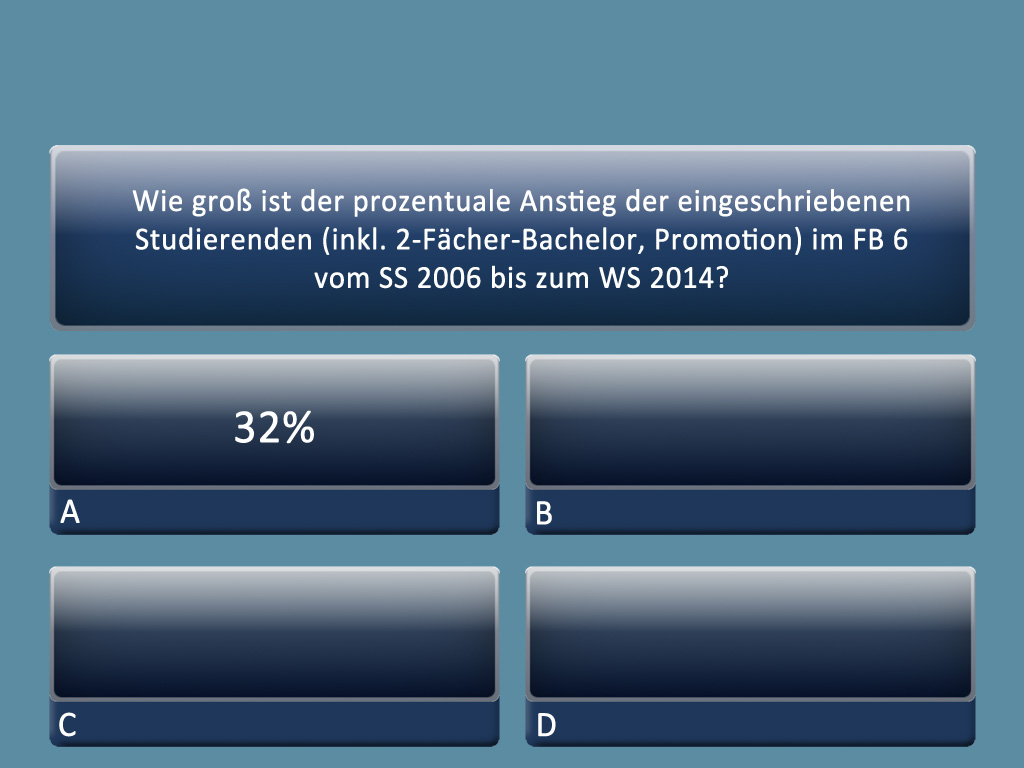 Wie groß ist der prozentuale Anstieg der eingeschriebenen
Studierenden (inkl. 2-Fächer-Bachelor, Promotion) im FB 6
vom SS 2006 bis zum WS 2014?
32%
A
B
C
D